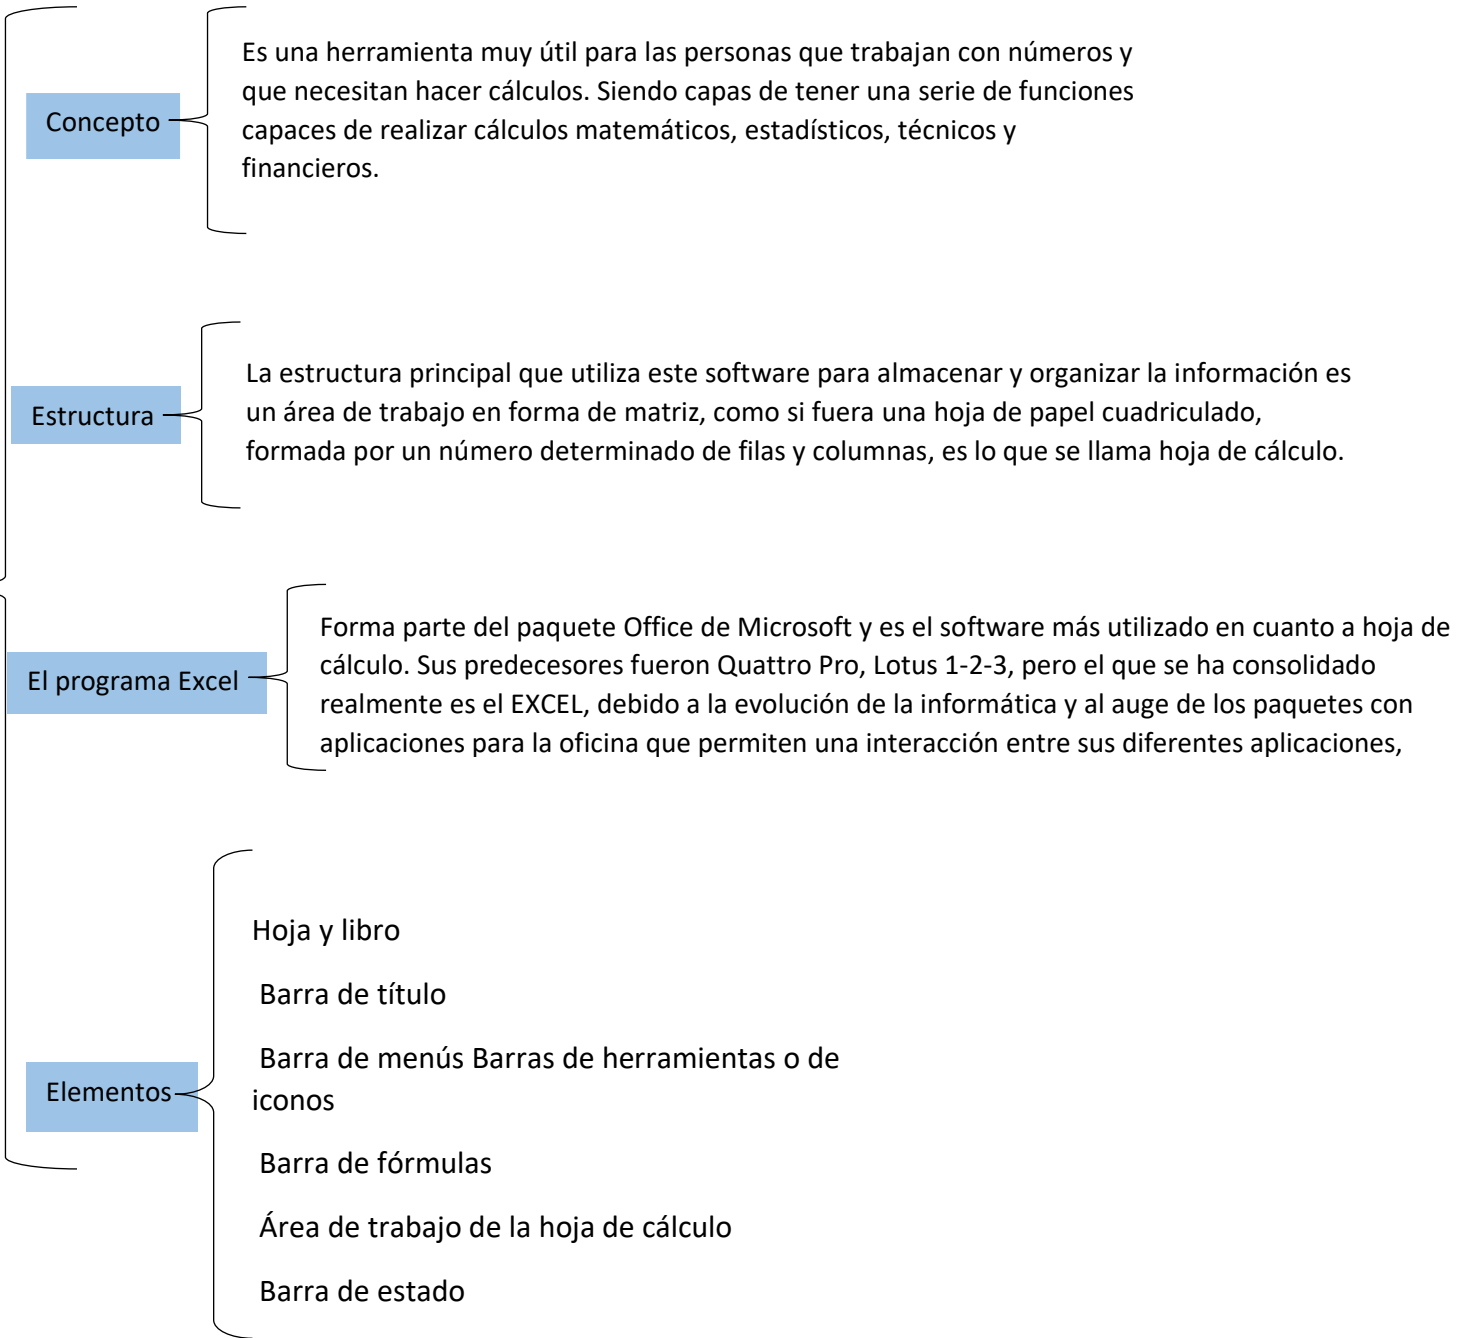 Concepto
Es una herramienta muy útil para las personas que trabajan con números y
que necesitan hacer cálculos. Siendo capas de tener una serie de funciones
capaces de realizar cálculos matemáticos, estadísticos, técnicos y
financieros.
Estructura
La estructura principal que utiliza este software para almacenar y organizar la información es
un área de trabajo en forma de matriz, como si fuera una hoja de papel cuadriculado,
formada por un número determinado de filas y columnas, es lo que se llama hoja de cálculo.
El programa Excel
Forma parte del paquete Office de Microsoft y es el software más utilizado en cuanto a hoja de
cálculo. Sus predecesores fueron Quattro Pro, Lotus 1-2-3, pero el que se ha consolidado
realmente es el EXCEL, debido a la evolución de la informática y al auge de los paquetes con
aplicaciones para la oficina que permiten una interacción entre sus diferentes aplicaciones,
Elementos
Hoja y libro
Barra de título
Barra de menús Barras de herramientas o de
iconos
Barra de fórmulas
Área de trabajo de la hoja de cálculo
Barra de estado